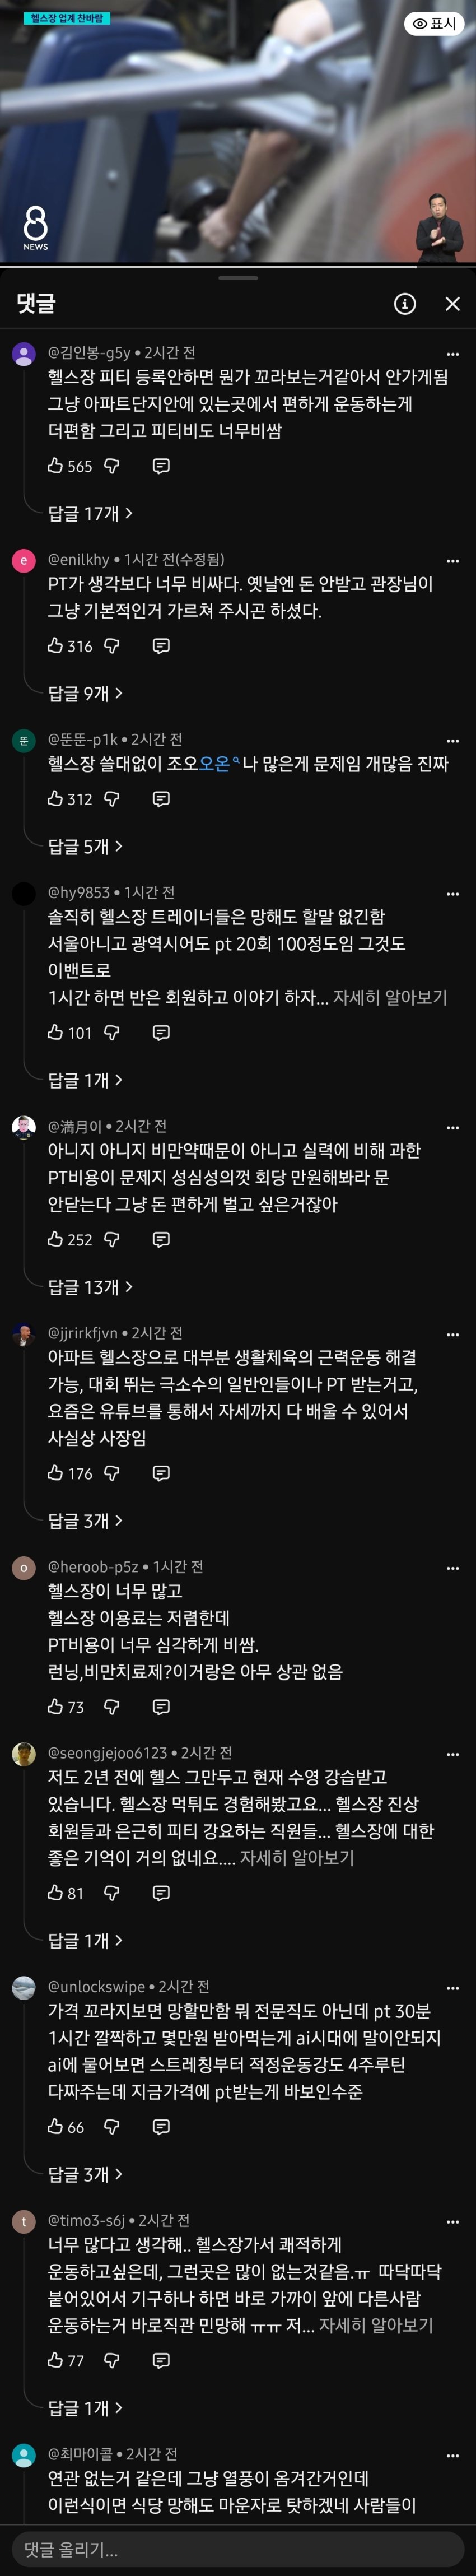 헬스장 업계 찬바람
표시
8
NEWS
댓글
@김인봉-g5y • 2시간 전
헬스장 피티 등록안하면 뭔가 꼬라보는거같아서 안가게됨
그냥 아파트단지안에 있는곳에서 편하게 운동하는게
더편함 그리고 피티비도 너무비쌈
565
답글 17개 >
e
@enilkhy • 1시간 전(수정됨)
PT가 생각보다 너무 비싸다. 옛날엔 돈 안받고 관장님이
그냥 기본적인거 가르쳐 주시곤 하셨다.
316
답글 9개 >
뚠
@뚠뚠-p1k • 2시간 전
헬스장 쓸대없이 조오오온나 많은게 문제임 개많음 진짜
312
답글 5개 >
@hy9853 • 1시간 전
솔직히 헬스장 트레이너들은 망해도 할말 없긴함
서울아니고 광역시어도 pt 20회 100정도임 그것도
이밴트로
1시간 하면 반은 회원하고 이야기 하자... 자세히 알아보기
101
답글 1개 >
@満月이 • 2시간 전
아니지 아니지 비만약때문이 아니고 실력에 비해 과한
PT비용이 문제지 성심성의껏 회당 만원해봐라 문
안닫는다 그냥 돈 편하게 벌고 싶은거잖아
252
답글 13개 >
@jjrirkfjvn • 2시간 전
아파트 헬스장으로 대부분 생활체육의 근력운동 해결
가능, 대회 뛰는 극소수의 일반인들이나 PT 받는거고,
요즘은 유튜브를 통해서 자세까지 다 배울 수 있어서
사실상 사장임
176
답글 3개 >
o
@heroob-p5z • 1시간 전
헬스장이 너무 많고
헬스장 이용료는 저렴한데
PT비용이 너무 심각하게 비쌈.
런닝,비만치료제?이거랑은 아무 상관 없음
73
@seongjejoo6123 • 2시간 전
저도 2년 전에 헬스 그만두고 현재 수영 강습받고
있습니다. 헬스장 먹튀도 경험해봤고요... 헬스장 진상
회원들과 은근히 피티 강요하는 직원들... 헬스장에 대한
좋은 기억이 거의 없네요.... 자세히 알아보기
81
답글 1개 >
@unlockswipe • 2시간 전
가격 꼬라지보면 망할만함 뭐 전문직도 아닌데 pt 30분
1시간 깔짝하고 몇만원 받아먹는게 ai시대에 말이안되지
ai에 물어보면 스트레칭부터 적정운동강도 4주루틴
다짜주는데 지금가격에 pt받는게 바보인수준
66
답글 3개 >
t
@timo3-s6j • 2시간 전
너무 많다고 생각해.. 헬스장가서 쾌적하게
운동하고싶은데, 그런곳은 많이 없는것같음.ㅠ 따닥따닥
붙어있어서 기구하나 하면 바로 가까이 앞에 다른사람
운동하는거 바로직관 민망해 ㅠㅠ 저... 자세히 알아보기
77
답글 1개 >
@최마이콜 • 2시간 전
연관 없는거 같은데 그냥 열풍이 옴겨간거인데
이런식이면 식당 망해도 마운자로 탓하겠네 사람들이
댓글 올리기...